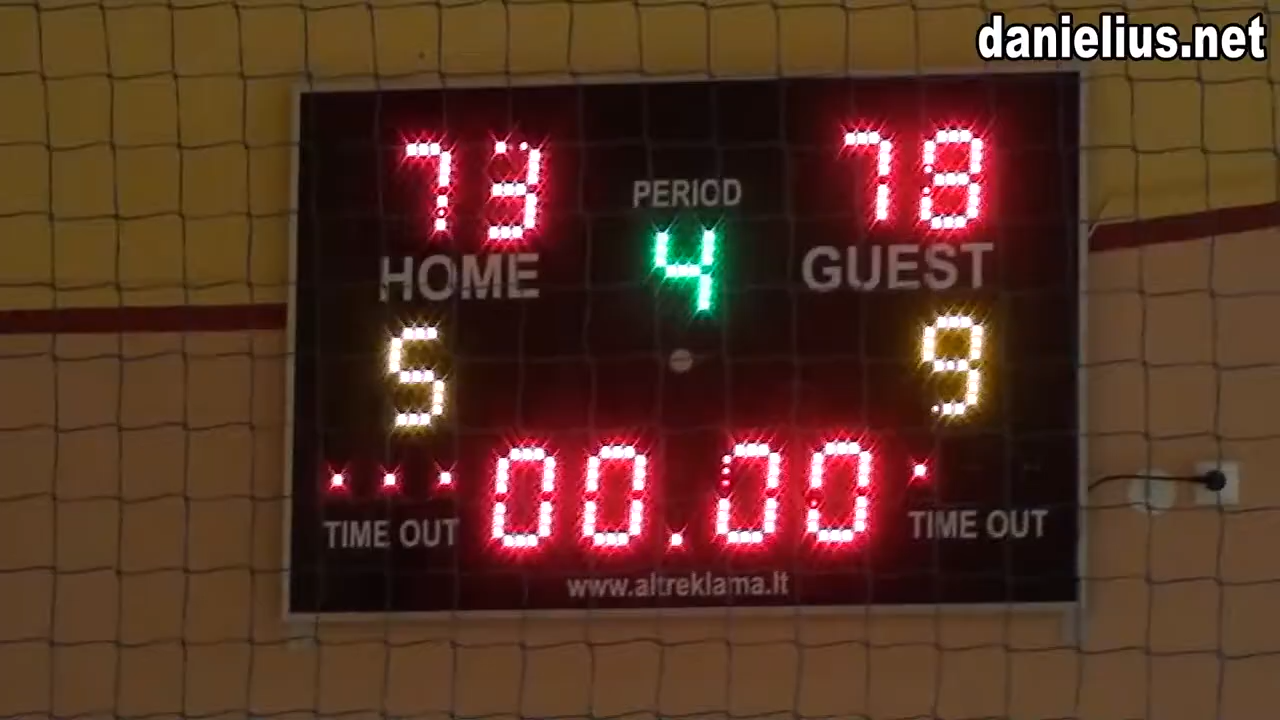 danielius.net
73 78
PERIOD
4
HOME GUEST
5 9
00.00
TIME OUT TIME OUT
www.altreklama.lt